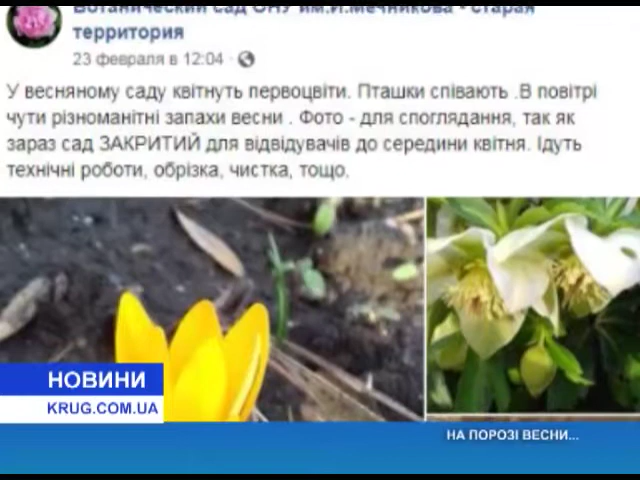 Ботанический сад ОНУ им.И.Мечникова - старая
территория
23 февраля в 12:04 ·
У весняному саду квітнуть первоцвіти. Пташки співають .В повітрі
чути різноманітні запахи весни . Фото - для споглядання, так як
зараз сад ЗАКРИТИЙ для відвідувачів до середини квітня. Ідуть
технічні роботи, обрізка, чистка, тощо.
НОВИНИ
KRUG.COM.UA
НА ПОРОЗІ ВЕСНИ...